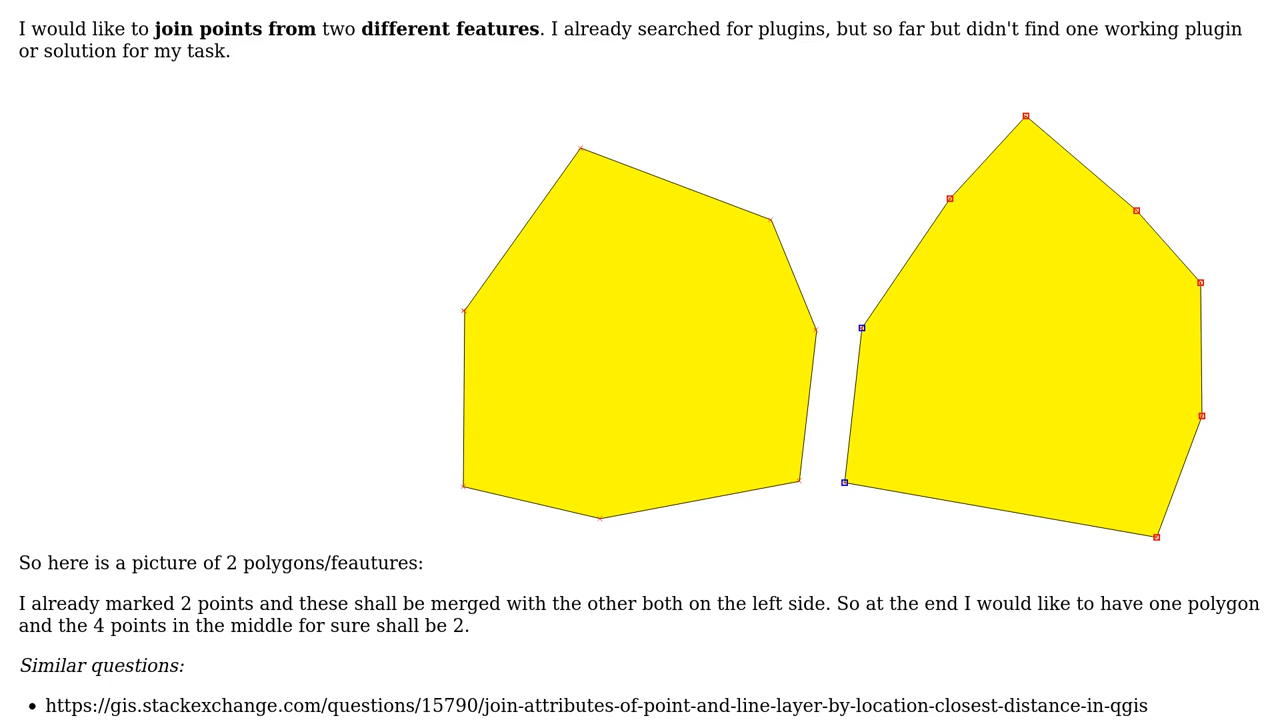 I would like to join points from two different features. I already searched for plugins, but so far but didn't find one working plugin
or solution for my task.
So here is a picture of 2 polygons/feautures:
I already marked 2 points and these shall be merged with the other both on the left side. So at the end I would like to have one polygon
and the 4 points in the middle for sure shall be 2.
Similar questions:
• https://gis.stackexchange.com/questions/15790/join-attributes-of-point-and-line-layer-by-location-closest-distance-in-qgis